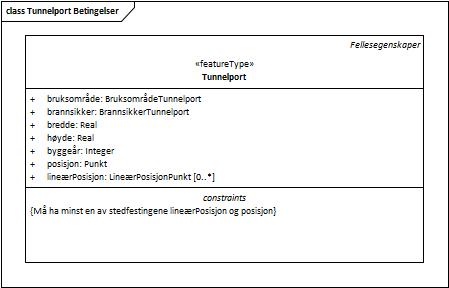 class Tunnelport Betingelser
Fellesegenskaper
«featureType»
Tunnelport
+ bruksområde: BruksområdeTunnelport
+ brannsikker: BrannsikkerTunnelport
+ bredde: Real
+ høyde: Real
+ byggeår: Integer
+ posisjon: Punkt
+ lineærPosisjon: LineærPosisjonPunkt [0..*]
constraints
{Må ha minst en av stedfestingene lineærPosisjon og posisjon}